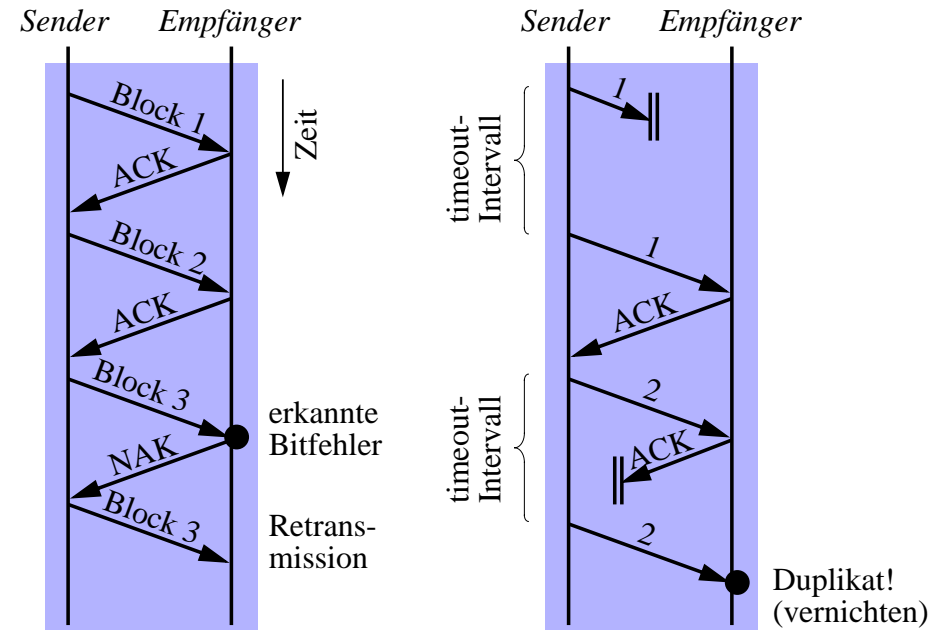 Sender Empfänger
Block 1
ACK
Zeit
Block 2
ACK
Block 3
erkannte
Bitfehler
NAK
Block 3
Retrans-
mission
Sender Empfänger
1
timeout-
Intervall
1
ACK
2
timeout-
Intervall
ACK
2
Duplikat!
(vernichten)